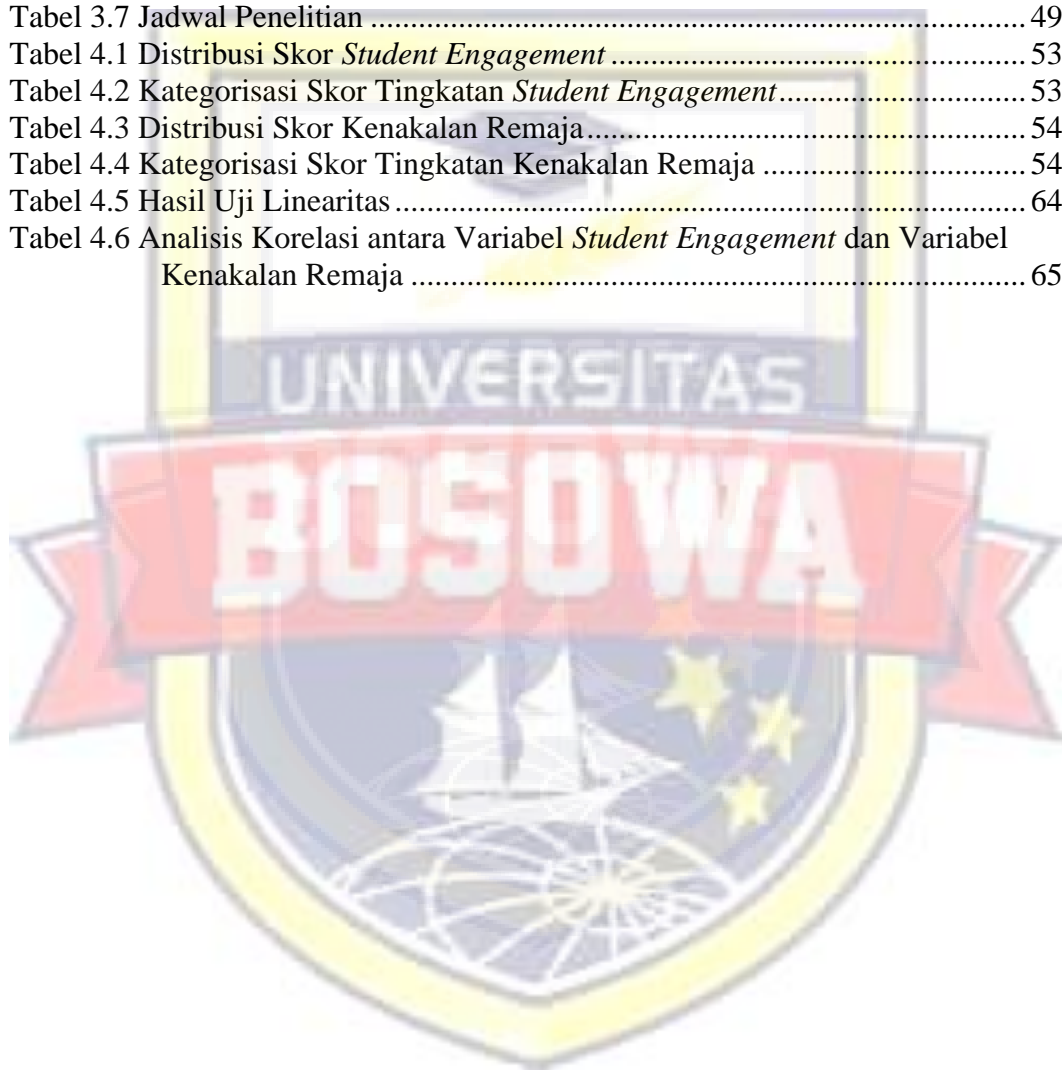 Tabel 3.7 Jadwal Penelitian ................................................................................ 49
Tabel 4.1 Distribusi Skor Student Engagement .................................................... 53
Tabel 4.2 Kategorisasi Skor Tingkatan Student Engagement ............................... 53
Tabel 4.3 Distribusi Skor Kenakalan Remaja ....................................................... 54
Tabel 4.4 Kategorisasi Skor Tingkatan Kenakalan Remaja ................................. 54
Tabel 4.5 Hasil Uji Linearitas ............................................................................... 64
Tabel 4.6 Analisis Korelasi antara Variabel Student Engagement dan Variabel
Kenakalan Remaja ............................................................................. 65
UNIVERSITAS
BOSOWA